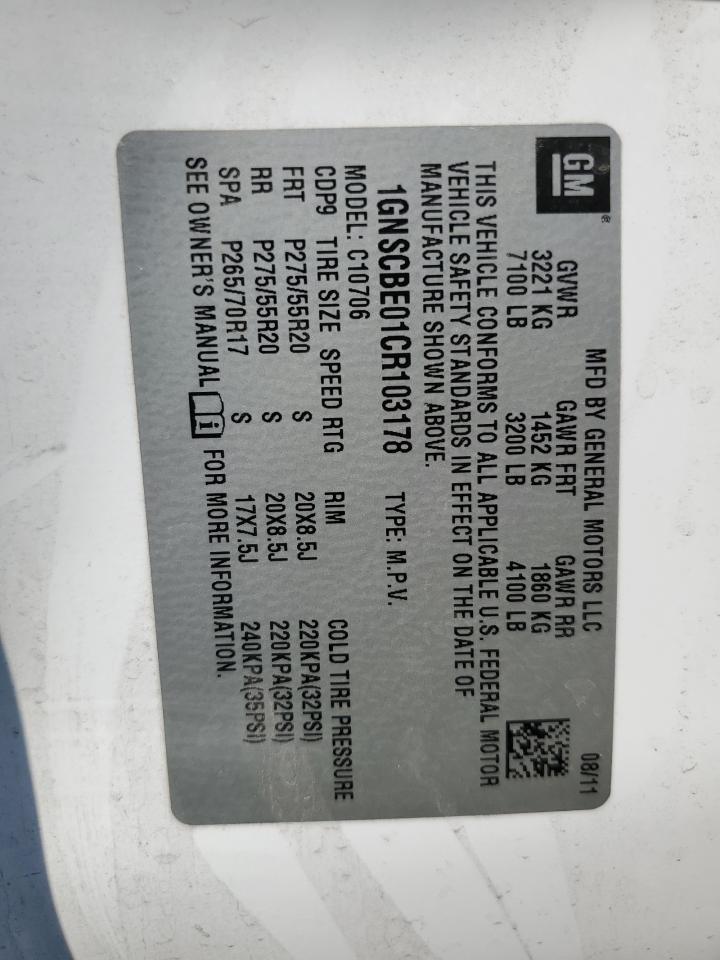 GM®
MFD BY GENERAL MOTORS LLC 08/11
GVWR GAWR FRT GAWR RR
3221 KG 1452 KG 1860 KG
7100 LB 3200 LB 4100 LB
THIS VEHICLE CONFORMS TO ALL APPLICABLE U.S. FEDERAL MOTOR
VEHICLE SAFETY STANDARDS IN EFFECT ON THE DATE OF
MANUFACTURE SHOWN ABOVE.
1GNSCBE01CR103178 TYPE: M.P.V.
MODEL: C10706
CDP9 TIRE SIZE SPEED RTG RIM COLD TIRE PRESSURE
FRT P275/55R20 S 20X8.5J 220KPA(32PSI)
RR P275/55R20 S 20X8.5J 220KPA(32PSI)
SPA P265/70R17 S 17X7.5J 240KPA(35PSI)
SEE OWNER'S MANUAL i FOR MORE INFORMATION.